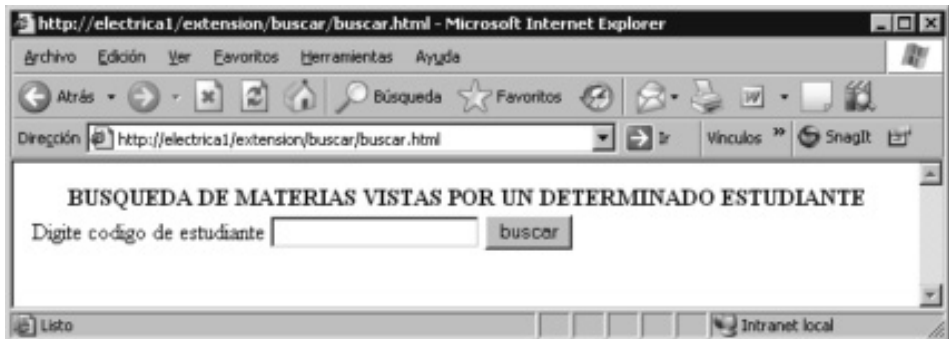 http://electrica1/extension/buscar/buscar.html - Microsoft Internet Explorer
Archivo Edición Ver Favoritos Herramientas Ayuda
Atrás Búsqueda Favoritos W
Dirección http://electrica1/extension/buscar/buscar.html Ir Vínculos » SnagIt
BUSQUEDA DE MATERIAS VISTAS POR UN DETERMINADO ESTUDIANTE
Digite codigo de estudiante buscar
Listo Intranet local